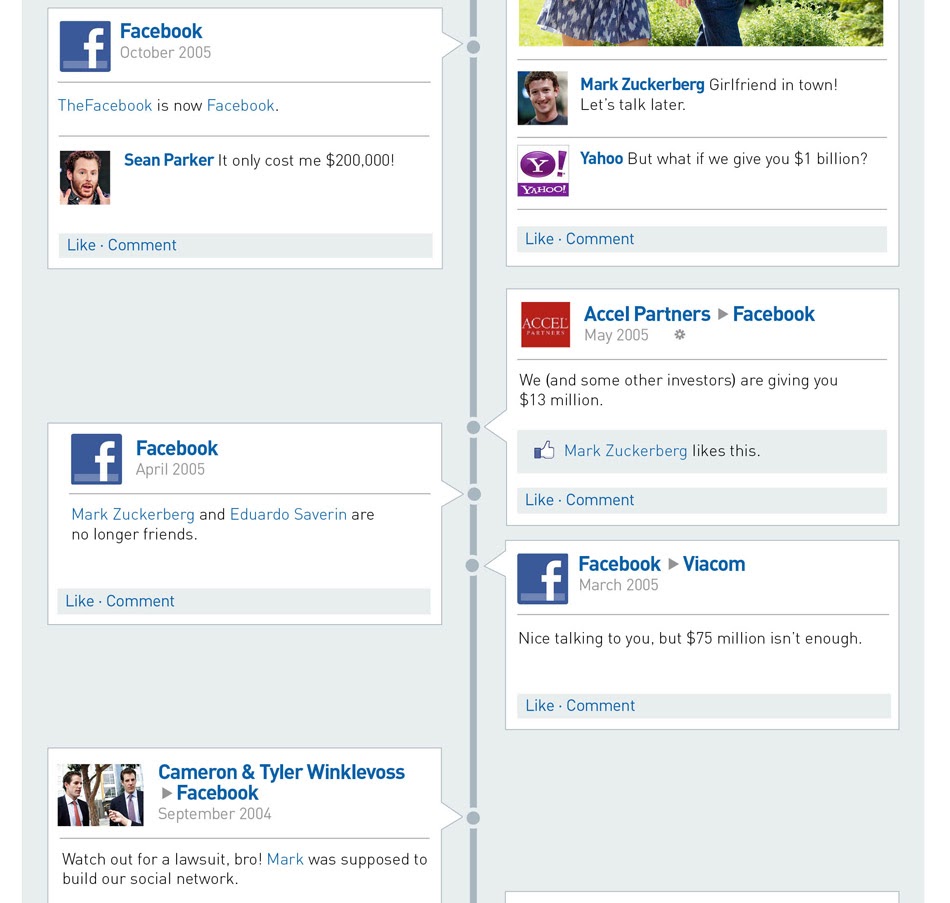 Facebook
October 2005
TheFacebook is now Facebook.
Sean Parker It only cost me $200,000!
Like · Comment
Mark Zuckerberg Girlfriend in town!
Let's talk later.
Y!
YAHOO!
Yahoo But what if we give you $1 billion?
Like · Comment
ACCEL
PARTNERS
Accel Partners ▶ Facebook
May 2005
We (and some other investors) are giving you
$13 million.
Mark Zuckerberg likes this.
Like · Comment
Facebook
April 2005
Mark Zuckerberg and Eduardo Saverin are
no longer friends.
Like · Comment
Facebook ▶ Viacom
March 2005
Nice talking to you, but $75 million isn't enough.
Like · Comment
Cameron & Tyler Winklevoss
▶ Facebook
September 2004
Watch out for a lawsuit, bro! Mark was supposed to
build our social network.